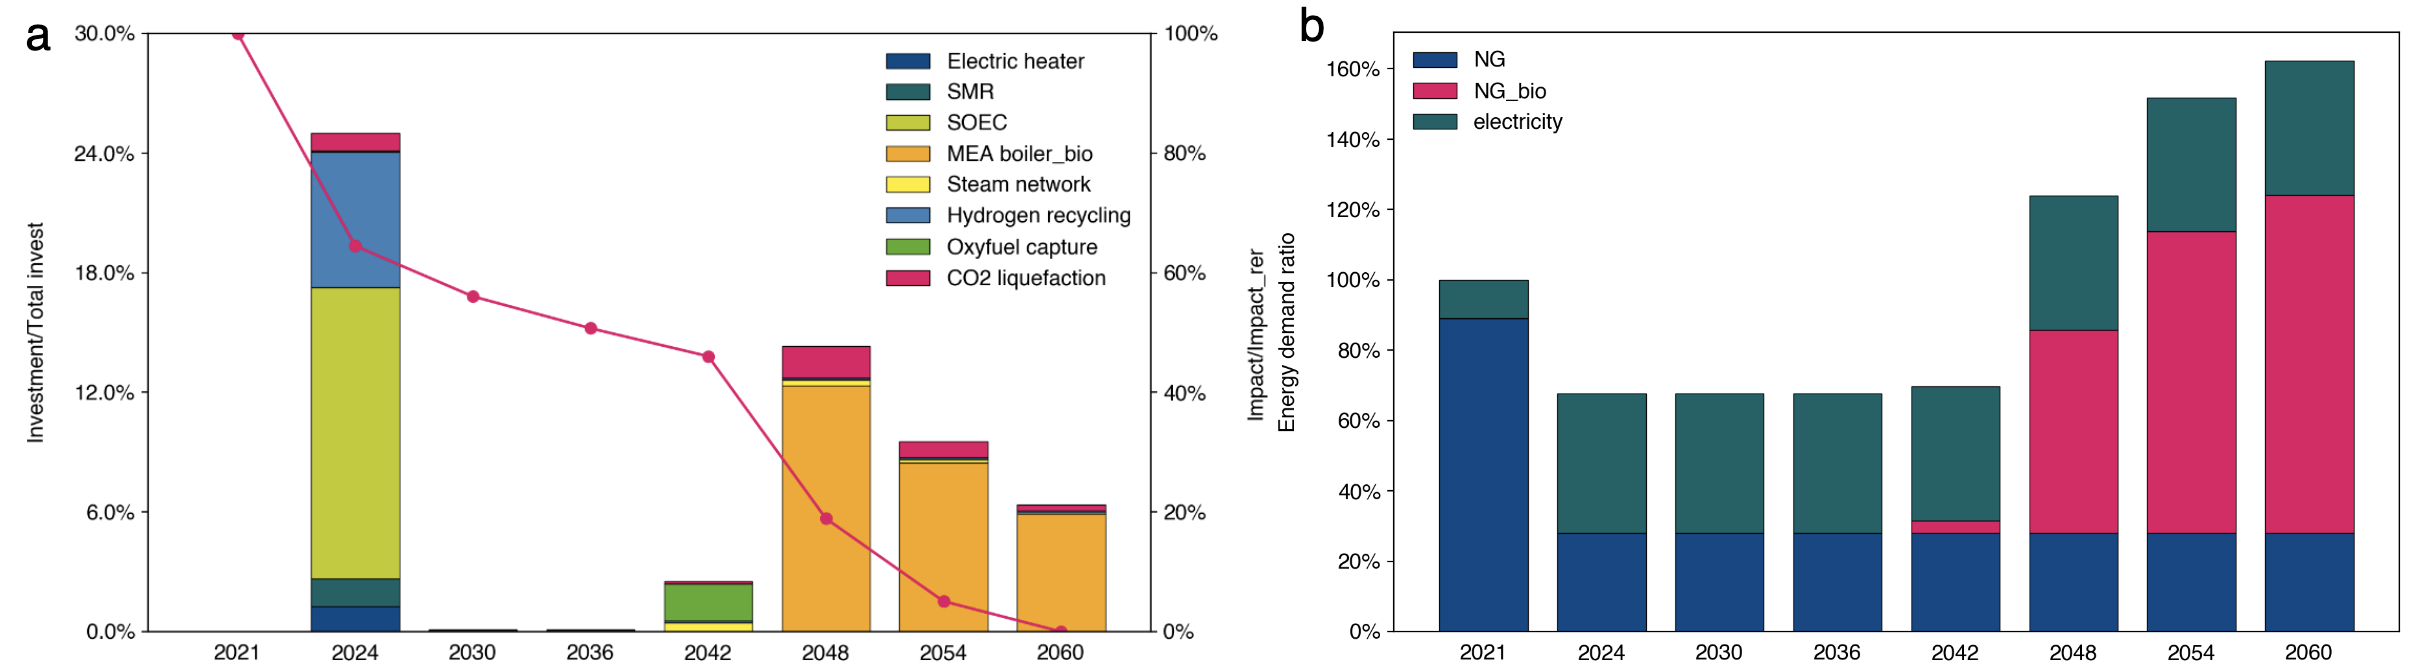 a
30.0%
24.0%
18.0%
12.0%
6.0%
0.0%
Investment/Total invest
Electric heater
SMR
SOEC
MEA boiler_bio
Steam network
Hydrogen recycling
Oxyfuel capture
CO2 liquefaction
100%
80%
60%
40%
20%
0%
Impact/Impact_rer
2021 2024 2030 2036 2042 2048 2054 2060
b
160%
140%
120%
100%
80%
60%
40%
20%
0%
Energy demand ratio
NG
NG_bio
electricity
2021 2024 2030 2036 2042 2048 2054 2060